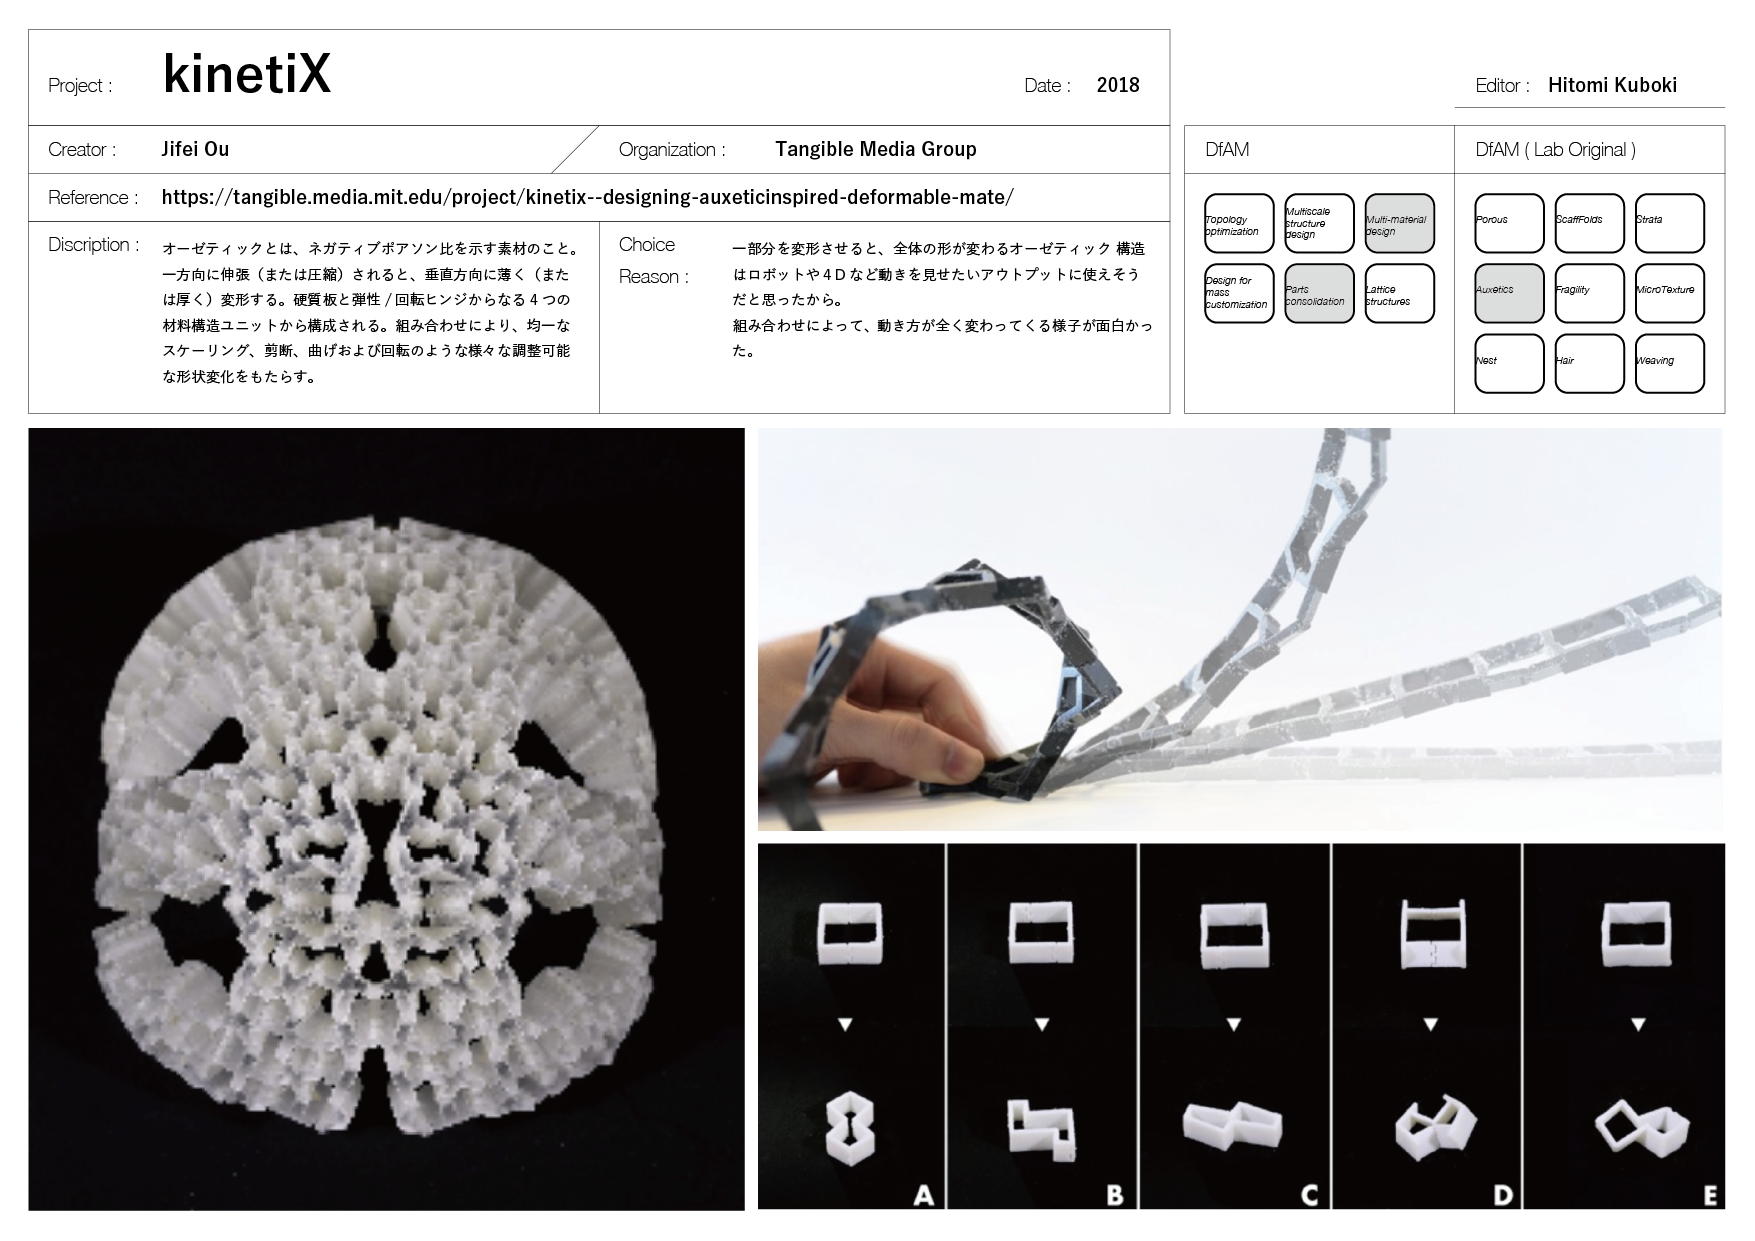 Project : kinetiX Date : 2018
Editor : Hitomi Kuboki
Creator : Jifei Ou Organization : Tangible Media Group
Reference : https://tangible.media.mit.edu/project/kinetix--designing-auxeticinspired-deformable-mate/
Discription :
オーゼティックとは、ネガティブポアソン比を示す素材のこと。
一方向に伸張（または圧縮）されると、垂直方向に薄く（また
は厚く）変形する。硬質板と弾性 / 回転ヒンジからなる 4 つの
材料構造ユニットから構成される。組み合わせにより、均一な
スケーリング、剪断、曲げおよび回転のような様々な調整可能
な形状変化をもたらす。
Choice
Reason :
一部分を変形させると、全体の形が変わるオーゼティック 構造
はロボットや４Ｄなど動きを見せたいアウトプットに使えそう
だと思ったから。
組み合わせによって、動き方が全く変わってくる様子が面白かっ
た。
DfAM
Topology
optimization
Multiscale
structure
design
Multi-material
design
Design for
mass
customization
Parts
consolidation
Lattice
structures
DfAM ( Lab Original )
Porous
ScaffFolds
Strata
Auxetics
Fragility
MicroTexture
Nest
Hair
Weaving
A
B
C
D
E